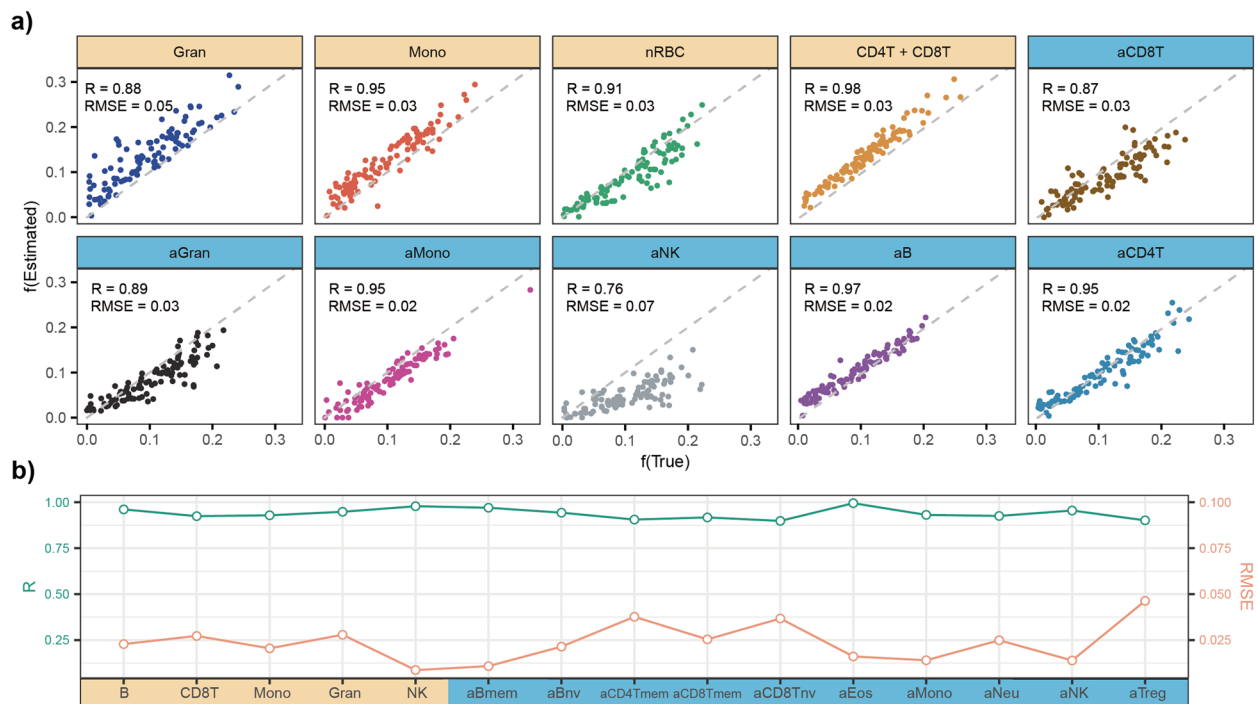 a)
Gran Mono nRBC CD4T + CD8T aCD8T
R = 0.88 R = 0.95 R = 0.91 R = 0.98 R = 0.87
RMSE = 0.05 RMSE = 0.03 RMSE = 0.03 RMSE = 0.03 RMSE = 0.03
0.3
0.2
0.1
0.0
f(Estimated)
aGran aMono aNK aB aCD4T
R = 0.89 R = 0.95 R = 0.76 R = 0.97 R = 0.95
RMSE = 0.03 RMSE = 0.02 RMSE = 0.07 RMSE = 0.02 RMSE = 0.02
0.3
0.2
0.1
0.0
0.0 0.1 0.2 0.3 0.0 0.1 0.2 0.3 0.0 0.1 0.2 0.3 0.0 0.1 0.2 0.3 0.0 0.1 0.2 0.3
f(True)
b)
1.00 0.100
0.75 0.075
0.50 0.050
0.25 0.025
R
RMSE
B CD8T Mono Gran NK aBmem aBnv aCD4Tmem aCD8Tmem aCD8Tnv aEos aMono aNeu aNK aTreg